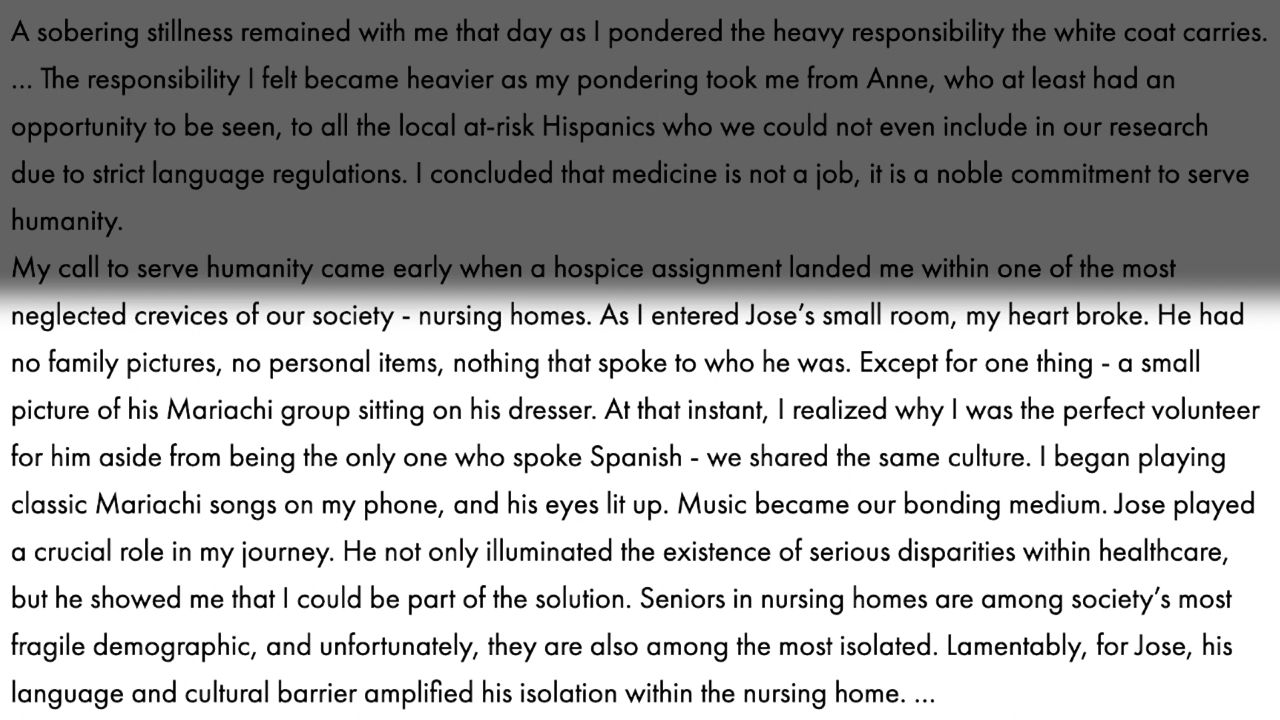 A sobering stillness remained with me that day as I pondered the heavy responsibility the white coat carries.
... The responsibility I felt became heavier as my pondering took me from Anne, who at least had an
opportunity to be seen, to all the local at-risk Hispanics who we could not even include in our research
due to strict language regulations. I concluded that medicine is not a job, it is a noble commitment to serve
humanity.
My call to serve humanity came early when a hospice assignment landed me within one of the most
neglected crevices of our society - nursing homes. As I entered Jose’s small room, my heart broke. He had
no family pictures, no personal items, nothing that spoke to who he was. Except for one thing - a small
picture of his Mariachi group sitting on his dresser. At that instant, I realized why I was the perfect volunteer
for him aside from being the only one who spoke Spanish - we shared the same culture. I began playing
classic Mariachi songs on my phone, and his eyes lit up. Music became our bonding medium. Jose played
a crucial role in my journey. He not only illuminated the existence of serious disparities within healthcare,
but he showed me that I could be part of the solution. Seniors in nursing homes are among society’s most
fragile demographic, and unfortunately, they are also among the most isolated. Lamentably, for Jose, his
language and cultural barrier amplified his isolation within the nursing home. ...